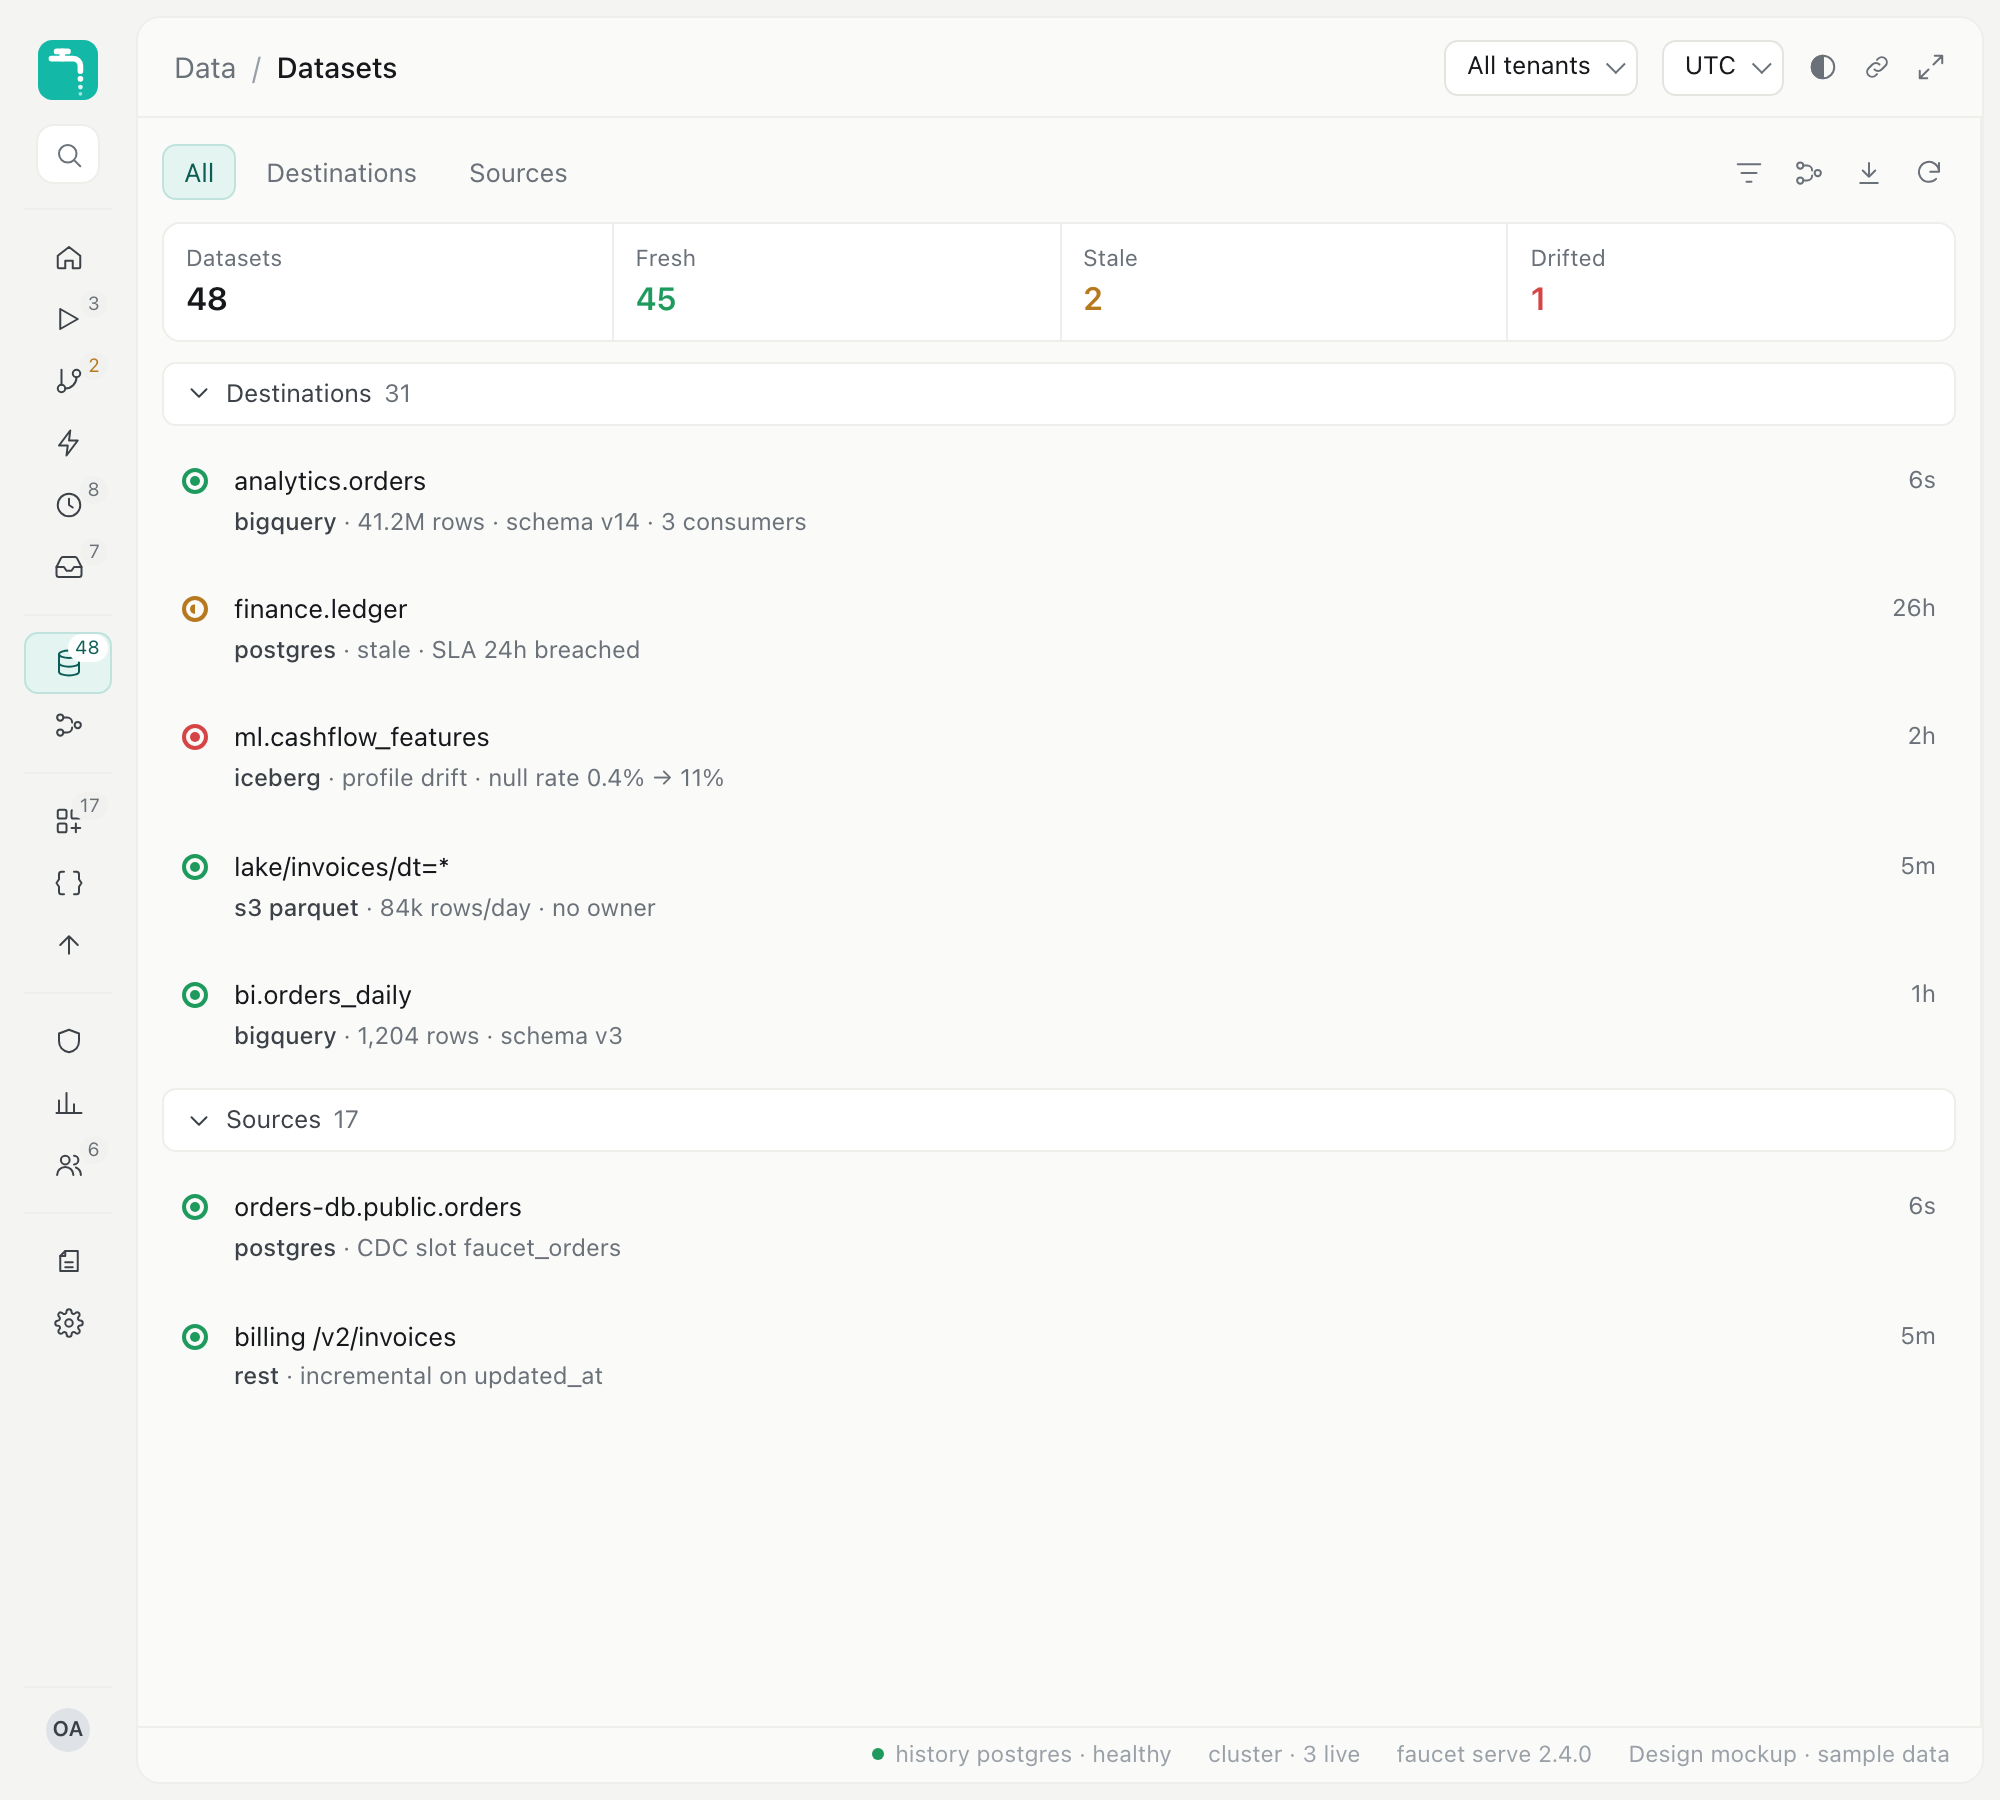 Data / Datasets
All tenants
UTC
3
2
8
7
48
17
6
OA
All
Destinations
Sources
Datasets
48
Fresh
45
Stale
2
Drifted
1
Destinations 31
analytics.orders
6s
bigquery · 41.2M rows · schema v14 · 3 consumers
finance.ledger
26h
postgres · stale · SLA 24h breached
ml.cashflow_features
2h
iceberg · profile drift · null rate 0.4% → 11%
lake/invoices/dt=*
5m
s3 parquet · 84k rows/day · no owner
bi.orders_daily
1h
bigquery · 1,204 rows · schema v3
Sources 17
orders-db.public.orders
6s
postgres · CDC slot faucet_orders
billing /v2/invoices
5m
rest · incremental on updated_at
history postgres · healthy
cluster · 3 live
faucet serve 2.4.0
Design mockup · sample data